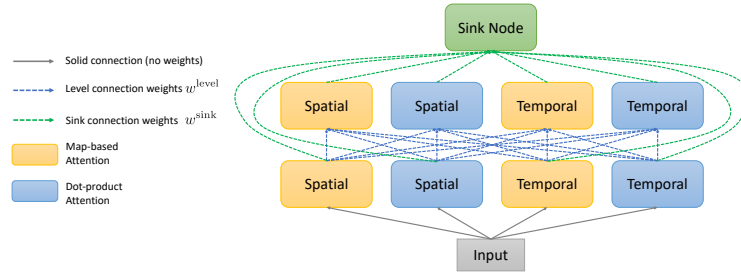 Sink Node
Solid connection (no weights)
Level connection weights w^level
Sink connection weights w^sink
Map-based
Attention
Dot-product
Attention
Spatial Spatial Temporal Temporal
Spatial Spatial Temporal Temporal
Input